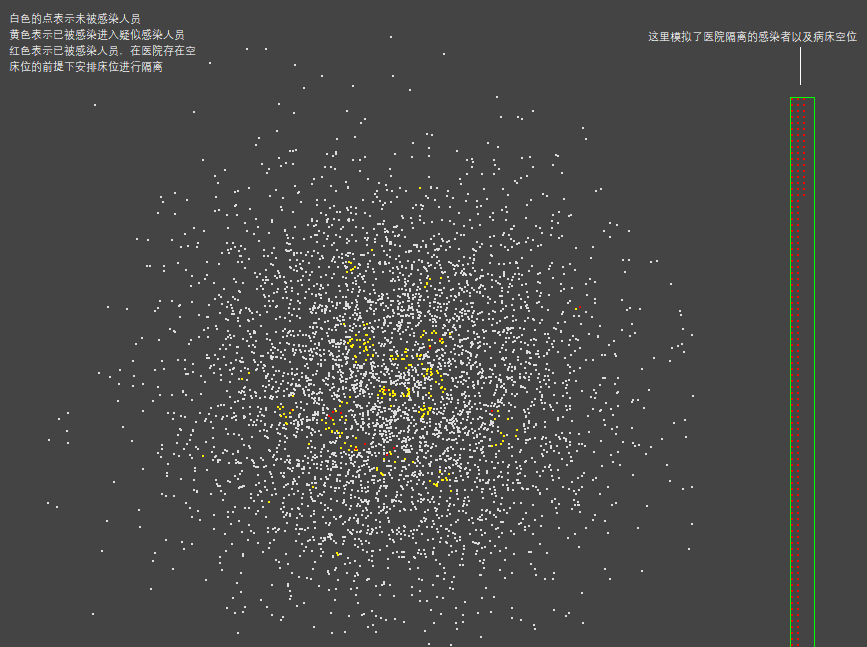 白色的点表示未被感染人员
黄色表示已被感染进入疑似感染人员
红色表示已被感染人员，在医院存在空
床位的前提下安排床位进行隔离
这里模拟了医院隔离的感染者以及病床空位